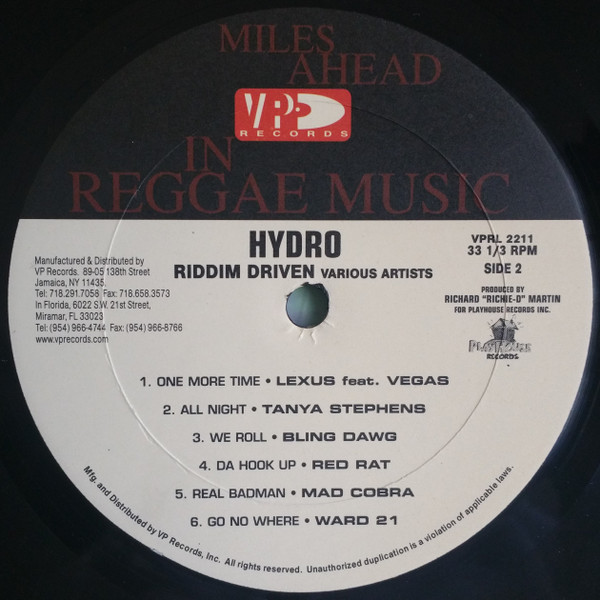 MILES
AHEAD
VP
RECORDS
IN
REGGAE MUSIC
HYDRO
RIDDIM DRIVEN VARIOUS ARTISTS
Manufactured & Distributed by
VP Records. 89-05 138th Street
Jamaica, NY 11435.
Tel: 718.291.7058 Fax: 718.658.3573
In Florida, 6022 S.W. 21st Street,
Miramar, FL 33023
Tel: (954) 966-4744 Fax: (954) 966-8766
www.vprecords.com
VPRL 2211
33 1/3 RPM
SIDE 2
PRODUCED BY
RICHARD "RICHIE-D" MARTIN
FOR PLAYHOUSE RECORDS INC.
PLAYHOUSE
RECORDS
1. ONE MORE TIME • LEXUS feat. VEGAS
2. ALL NIGHT • TANYA STEPHENS
3. WE ROLL • BLING DAWG
4. DA HOOK UP • RED RAT
5. REAL BADMAN • MAD COBRA
6. GO NO WHERE • WARD 21
Mfg. and Distributed by VP Records, Inc. All rights reserved. Unauthorized duplication is a violation of applicable laws.